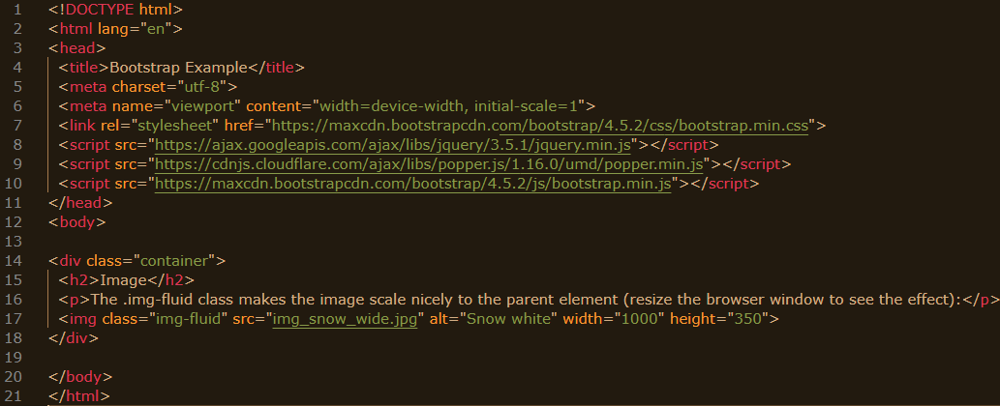 1 <!DOCTYPE html>
2 <html lang="en">
3 <head>
4 <title>Bootstrap Example</title>
5 <meta charset="utf-8">
6 <meta name="viewport" content="width=device-width, initial-scale=1">
7 <link rel="stylesheet" href="https://maxcdn.bootstrapcdn.com/bootstrap/4.5.2/css/bootstrap.min.css">
8 <script src="https://ajax.googleapis.com/ajax/libs/jquery/3.5.1/jquery.min.js"></script>
9 <script src="https://cdnjs.cloudflare.com/ajax/libs/popper.js/1.16.0/umd/popper.min.js"></script>
10 <script src="https://maxcdn.bootstrapcdn.com/bootstrap/4.5.2/js/bootstrap.min.js"></script>
11 </head>
12 <body>
13
14 <div class="container">
15 <h2>Image</h2>
16 <p>The .img-fluid class makes the image scale nicely to the parent element (resize the browser window to see the effect):</p>
17 <img class="img-fluid" src="img_snow_wide.jpg" alt="Snow white" width="1000" height="350">
18 </div>
19
20 </body>
21 </html>